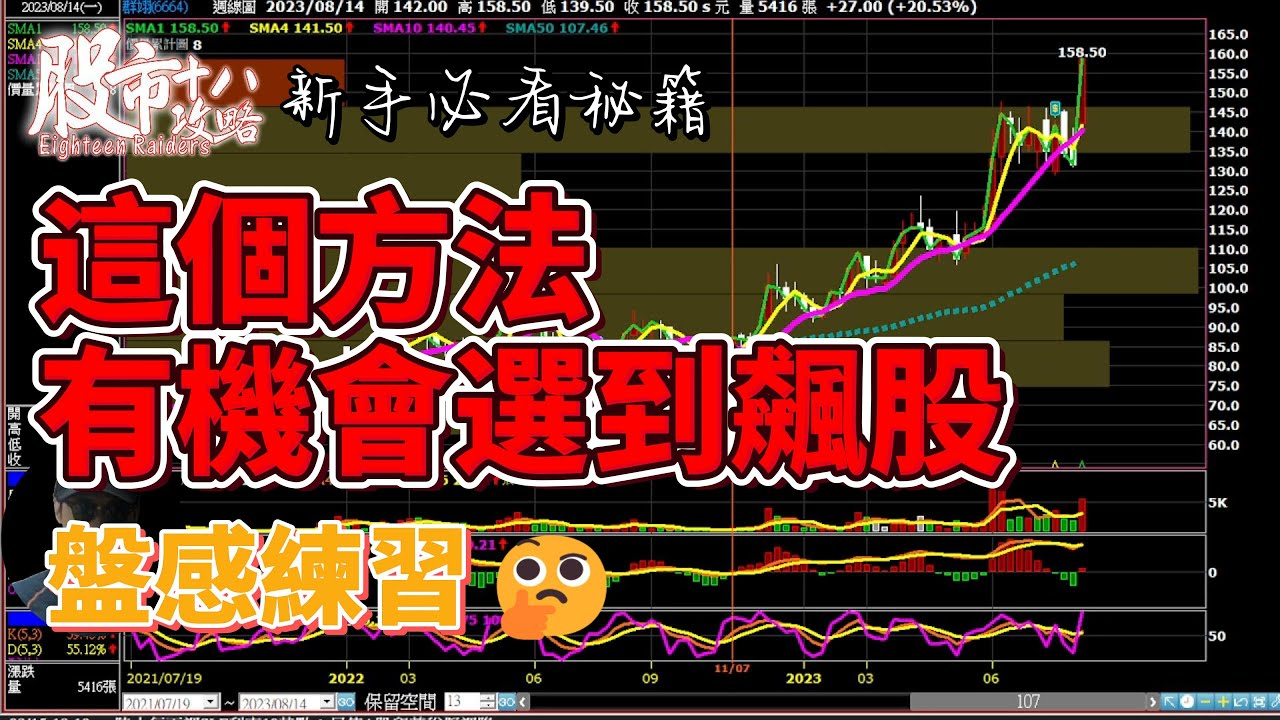 2023/08/14(一) 群翊(6664) 週線圖 2023/08/14 開 142.00 高 158.50 低 139.50 收 158.50 s 元 量 5416 張 +27.00 (+20.53%)
SMA1 158.50 SMA4 141.50 SMA10 140.45 SMA50 107.46
股市十八攻略
Eighteen Raiders
新手必看秘籍
158.50
165.0
160.0
155.0
150.0
145.0
140.0
135.0
130.0
125.0
120.0
115.0
110.0
105.0
100.0
95.0
90.0
85.0
80.0
75.0
70.0
65.0
60.0
這個方法
有機會選到飆股
盤感練習
開
高
低
收
5K
0
50
K(5,3)
D(5,3) 55.12%
漲跌
量 5416張
2021/07/19 2022 03 06 09 11/07 2023 03 06
2021/07/19 ~ 2023/08/14 GO 保留空間 13 GO 107